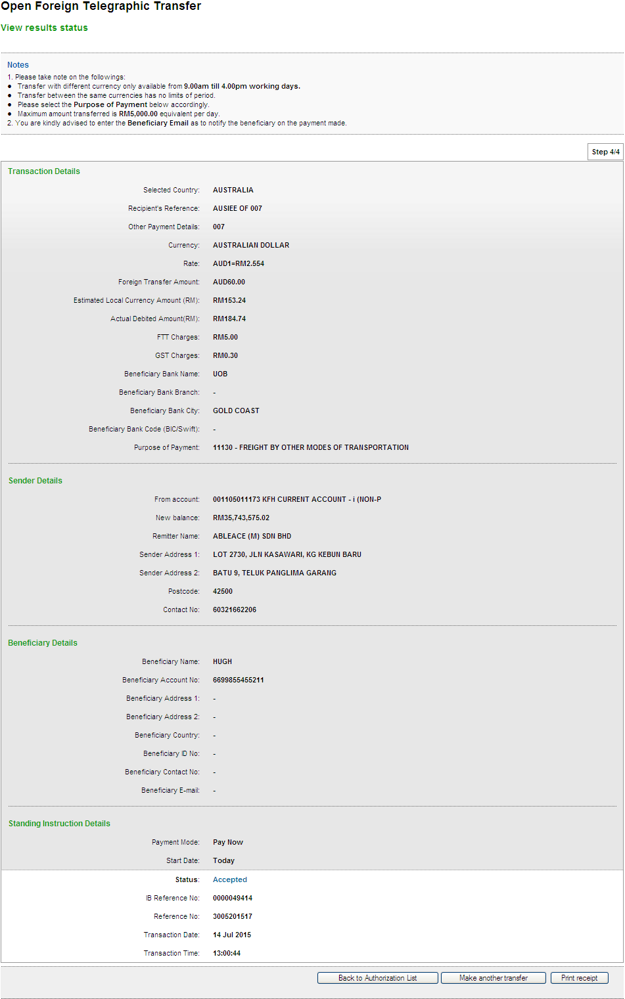 Open Foreign Telegraphic Transfer
View results status
Notes
1. Please take note on the followings:
● Transfer with different currency only available from 9.00am till 4.00pm working days.
● Transfer between the same currencies has no limits of period.
● Please select the Purpose of Payment below accordingly.
● Maximum amount transferred is RM5,000.00 equivalent per day.
2. You are kindly advised to enter the Beneficiary Email as to notify the beneficiary on the payment made.
Step 4/4
Transaction Details
Selected Country: AUSTRALIA
Recipient's Reference: AUSIEE OF 007
Other Payment Details: 007
Currency: AUSTRALIAN DOLLAR
Rate: AUD1=RM2.554
Foreign Transfer Amount: AUD60.00
Estimated Local Currency Amount (RM): RM153.24
Actual Debited Amount(RM): RM184.74
FTT Charges: RM5.00
GST Charges: RM0.30
Beneficiary Bank Name: UOB
Beneficiary Bank Branch: -
Beneficiary Bank City: GOLD COAST
Beneficiary Bank Code (BIC/Swift): -
Purpose of Payment: 11130 - FREIGHT BY OTHER MODES OF TRANSPORTATION
Sender Details
From account: 001105011173 KFH CURRENT ACCOUNT - i (NON-P
New balance: RM35,743,575.02
Remitter Name: ABLEACE (M) SDN BHD
Sender Address 1: LOT 2730, JLN KASAWARI, KG KEBUN BARU
Sender Address 2: BATU 9, TELUK PANGLIMA GARANG
Postcode: 42500
Contact No: 60321662206
Beneficiary Details
Beneficiary Name: HUGH
Beneficiary Account No: 6699855455211
Beneficiary Address 1: -
Beneficiary Address 2: -
Beneficiary Country: -
Beneficiary ID No: -
Beneficiary Contact No: -
Beneficiary E-mail: -
Standing Instruction Details
Payment Mode: Pay Now
Start Date: Today
Status: Accepted
IB Reference No: 0000049414
Reference No: 3005201517
Transaction Date: 14 Jul 2015
Transaction Time: 13:00:44
Back to Authorization List Make another transfer Print receipt